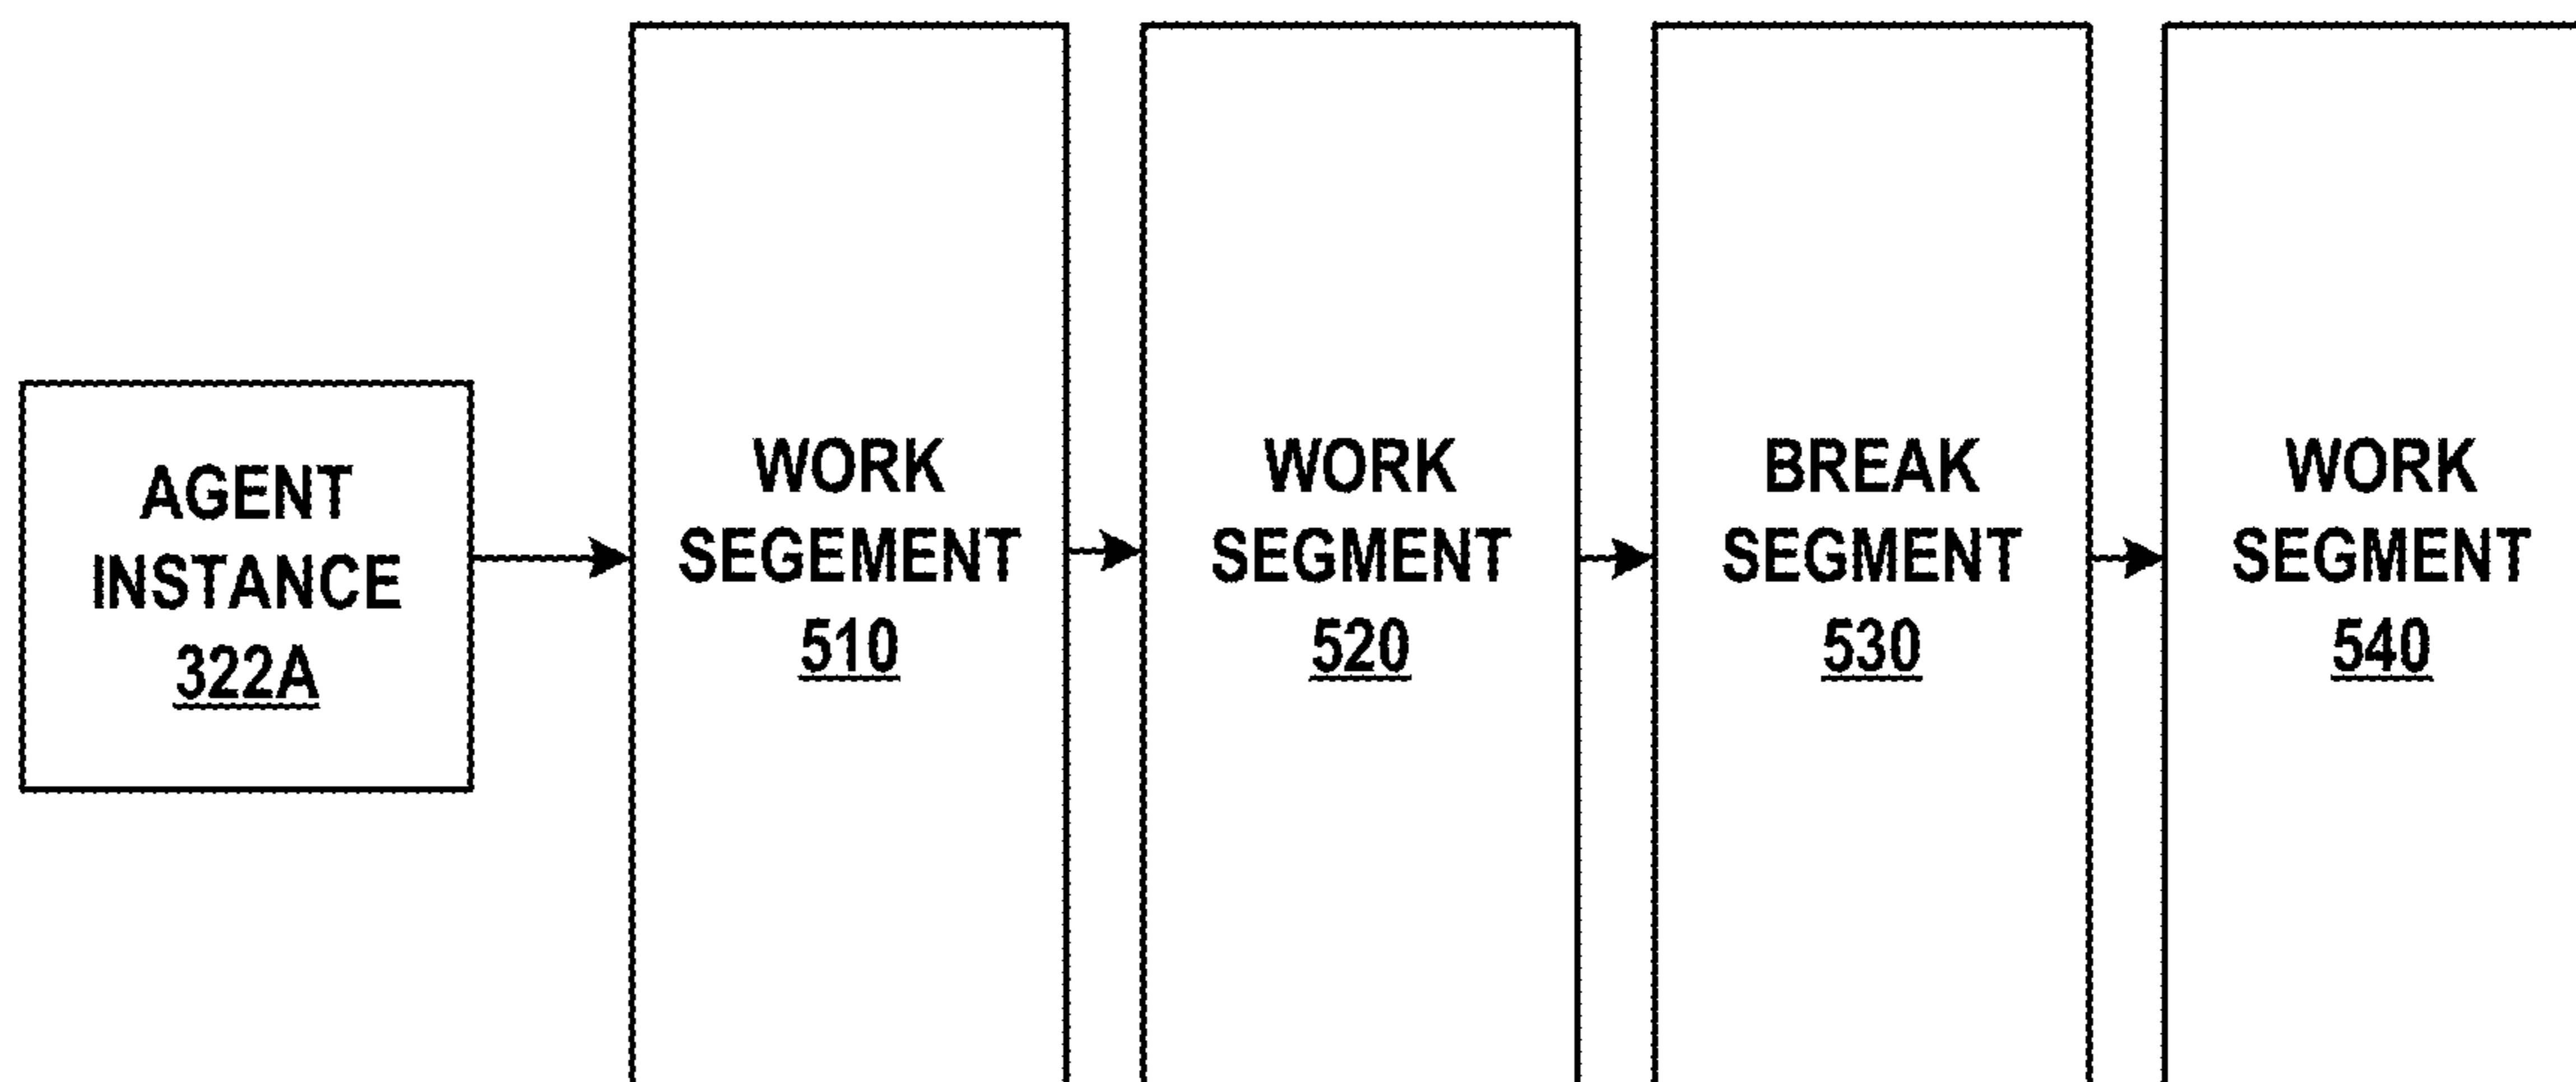 AGENT
INSTANCE
322A
WORK
SEGEMENT
510
WORK
SEGMENT
520
BREAK
SEGMENT
530
WORK
SEGMENT
540